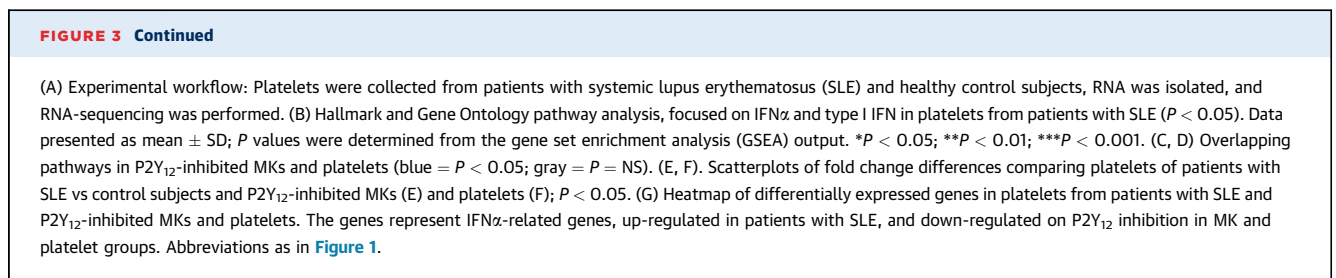 FIGURE 3 Continued
(A) Experimental workflow: Platelets were collected from patients with systemic lupus erythematosus (SLE) and healthy control subjects, RNA was isolated, and
RNA-sequencing was performed. (B) Hallmark and Gene Ontology pathway analysis, focused on IFNα and type I IFN in platelets from patients with SLE (P < 0.05). Data
presented as mean ± SD; P values were determined from the gene set enrichment analysis (GSEA) output. *P < 0.05; **P < 0.01; ***P < 0.001. (C, D) Overlapping
pathways in P2Y₁₂-inhibited MKs and platelets (blue = P < 0.05; gray = P = NS). (E, F). Scatterplots of fold change differences comparing platelets of patients with
SLE vs control subjects and P2Y₁₂-inhibited MKs (E) and platelets (F); P < 0.05. (G) Heatmap of differentially expressed genes in platelets from patients with SLE and
P2Y₁₂-inhibited MKs and platelets. The genes represent IFNα-related genes, up-regulated in patients with SLE, and down-regulated on P2Y₁₂ inhibition in MK and
platelet groups. Abbreviations as in Figure 1.